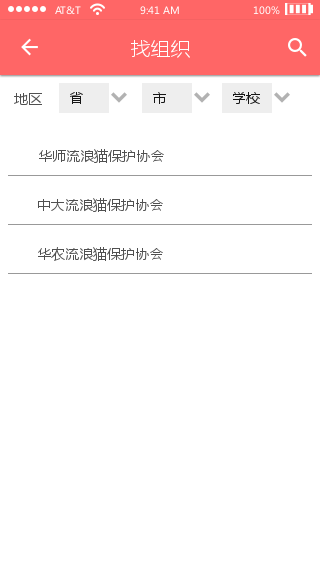 AT&T 9:41 AM 100%
找组织
地区 省 市 学校
华师流浪猫保护协会
中大流浪猫保护协会
华农流浪猫保护协会